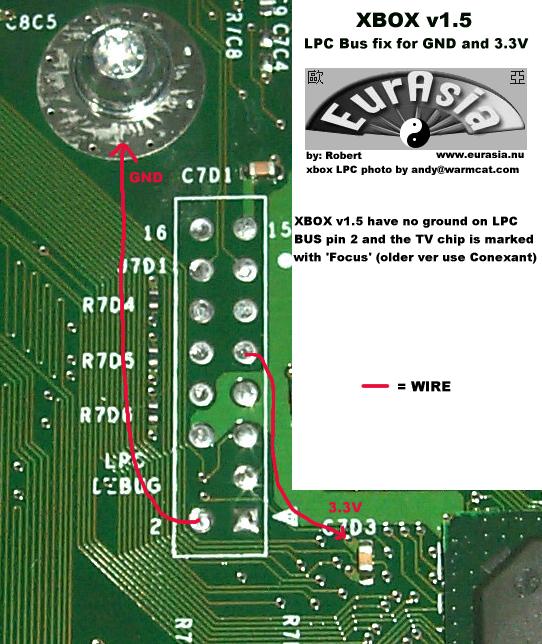 XBOX v1.5
LPC Bus fix for GND and 3.3V
歐 亞
EurAsia
by: Robert www.eurasia.nu
xbox LPC photo by andy@warmcat.com
XBOX v1.5 have no ground on LPC
BUS pin 2 and the TV chip is marked
with 'Focus' (older ver use Conexant)
= WIRE
C8C5
R7C8
C7C4
GND
C7D1
16 15
J7D1
R7D4
R7D5
R7D6
LPC
DEBUG
2
3.3V
C7D3